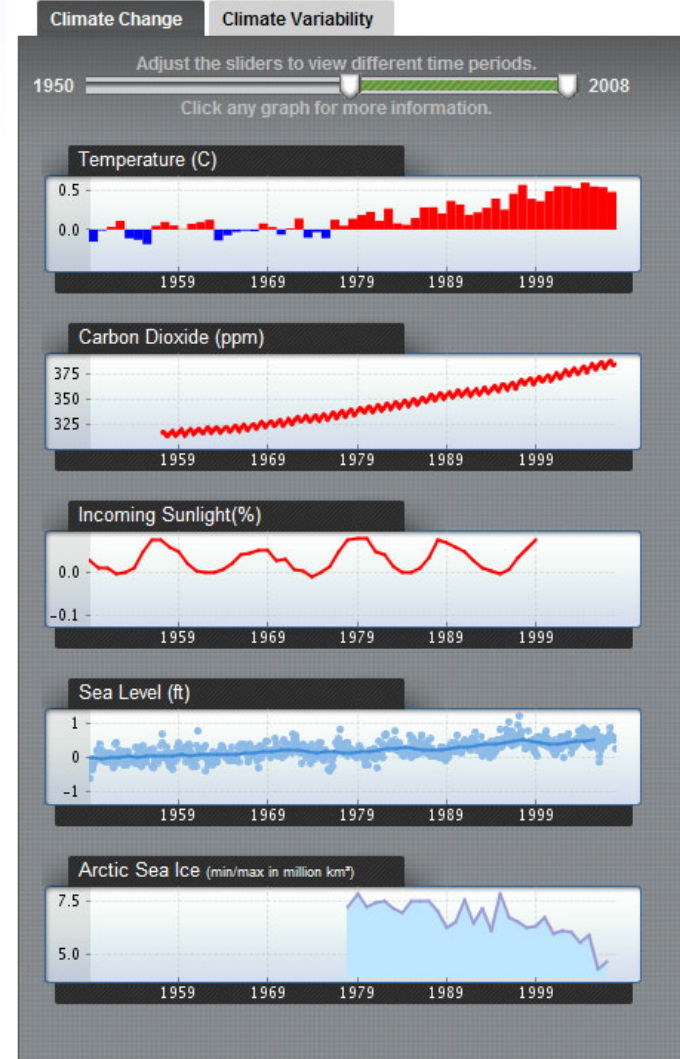 Climate Change Climate Variability
Adjust the sliders to view different time periods.
1950 2008
Click any graph for more information.
Temperature (C)
0.5
0.0
1959 1969 1979 1989 1999
Carbon Dioxide (ppm)
375
350
325
1959 1969 1979 1989 1999
Incoming Sunlight(%)
0.0
-0.1
1959 1969 1979 1989 1999
Sea Level (ft)
1
0
-1
1959 1969 1979 1989 1999
Arctic Sea Ice (min/max in million km²)
7.5
5.0
1959 1969 1979 1989 1999